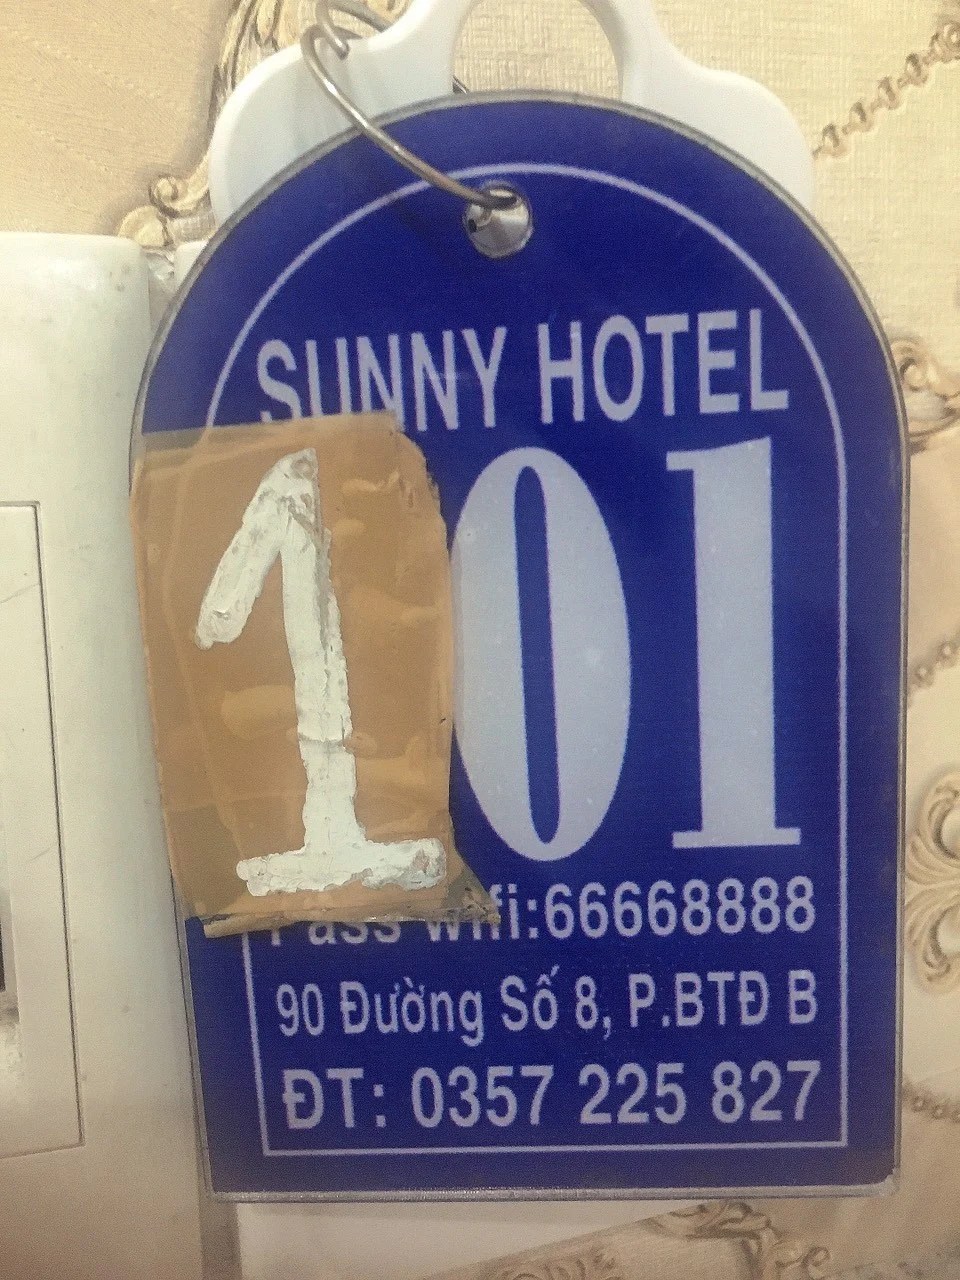 SUNNY HOTEL
101
Pass wifi:66668888
90 Đường Số 8, P.BTĐ B
ĐT: 0357 225 827